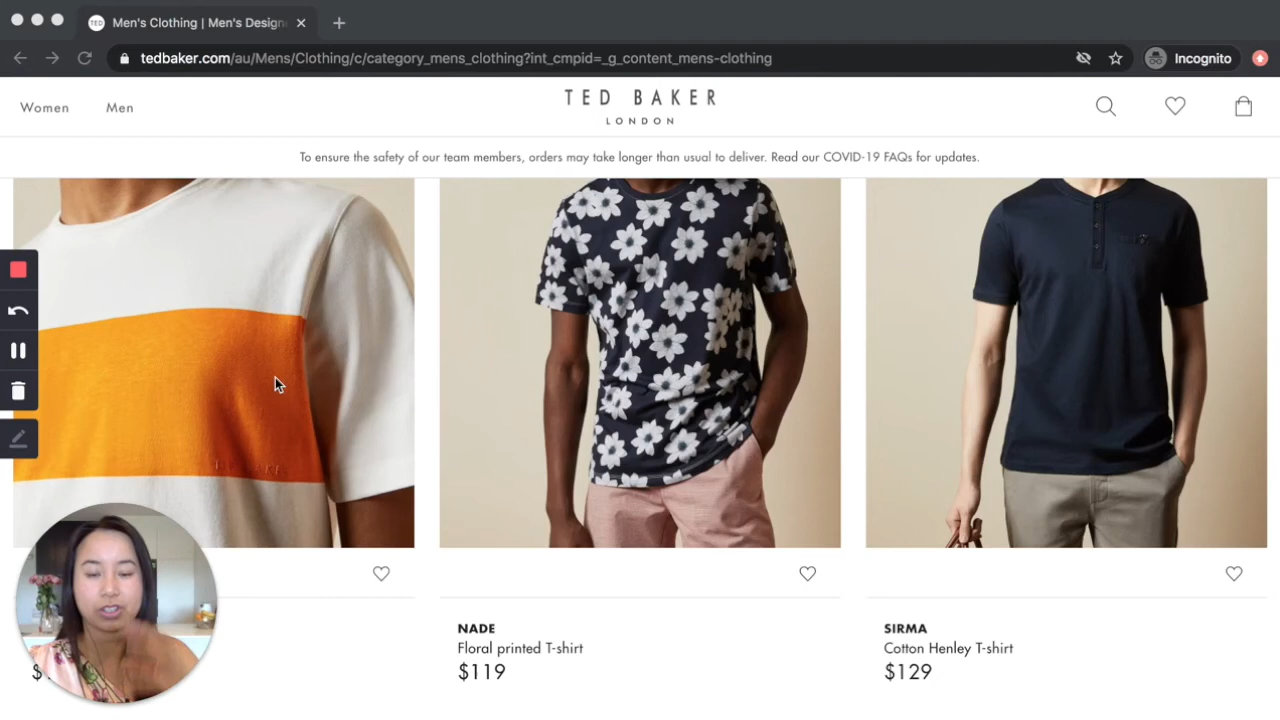 TED
Men's Clothing | Men's Design
tedbaker.com/au/Mens/Clothing/c/category_mens_clothing?int_cmpid=_g_content_mens-clothing
Incognito
Women
Men
TED BAKER
LONDON
To ensure the safety of our team members, orders may take longer than usual to deliver. Read our COVID-19 FAQs for updates.
NADE
Floral printed T-shirt
$119
SIRMA
Cotton Henley T-shirt
$129